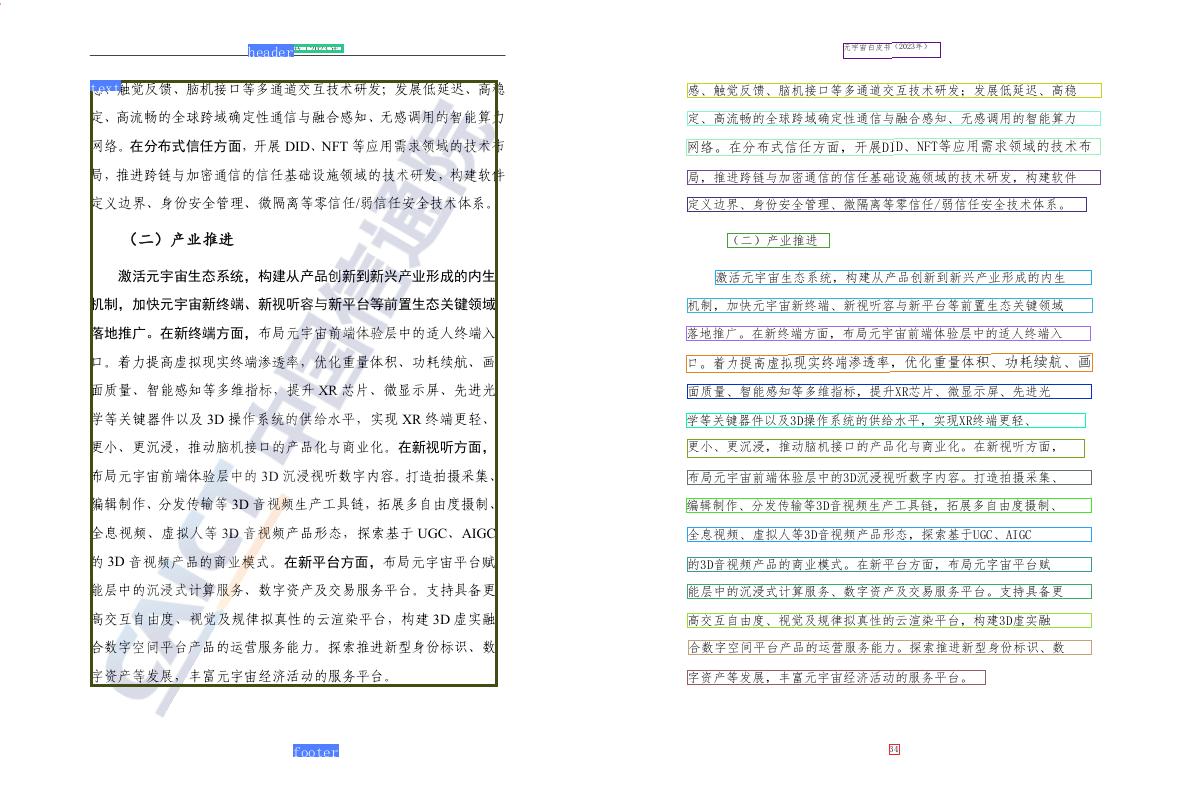 header
text
感、触觉反馈、脑机接口等多通道交互技术研发；发展低延迟、高稳
定、高流畅的全球跨域确定性通信与融合感知、无感调用的智能算力
网络。在分布式信任方面，开展 DID、NFT 等应用需求领域的技术布
局，推进跨链与加密通信的信任基础设施领域的技术研发，构建软件
定义边界、身份安全管理、微隔离等零信任/弱信任安全技术体系。
（二）产业推进
激活元宇宙生态系统，构建从产品创新到新兴产业形成的内生
机制，加快元宇宙新终端、新视听容与新平台等前置生态关键领域
落地推广。在新终端方面，布局元宇宙前端体验层中的适人终端入
口。着力提高虚拟现实终端渗透率，优化重量体积、功耗续航、画
面质量、智能感知等多维指标，提升 XR 芯片、微显示屏、先进光
学等关键器件以及 3D 操作系统的供给水平，实现 XR 终端更轻、
更小、更沉浸，推动脑机接口的产品化与商业化。在新视听方面，
布局元宇宙前端体验层中的 3D 沉浸视听数字内容。打造拍摄采集、
编辑制作、分发传输等 3D 音视频生产工具链，拓展多自由度摄制、
全息视频、虚拟人等 3D 音视频产品形态，探索基于 UGC、AIGC
的 3D 音视频产品的商业模式。在新平台方面，布局元宇宙平台赋
能层中的沉浸式计算服务、数字资产及交易服务平台。支持具备更
高交互自由度、视觉及规律拟真性的云渲染平台，构建 3D 虚实融
合数字空间平台产品的运营服务能力。探索推进新型身份标识、数
字资产等发展，丰富元宇宙经济活动的服务平台。
CAICT 中国信通院
footer
元宇宙白皮书（2023年）
感、触觉反馈、脑机接口等多通道交互技术研发；发展低延迟、高稳
定、高流畅的全球跨域确定性通信与融合感知、无感调用的智能算力
网络。在分布式信任方面，开展DID、NFT等应用需求领域的技术布
局，推进跨链与加密通信的信任基础设施领域的技术研发，构建软件
定义边界、身份安全管理、微隔离等零信任/弱信任安全技术体系。
（二）产业推进
激活元宇宙生态系统，构建从产品创新到新兴产业形成的内生
机制，加快元宇宙新终端、新视听容与新平台等前置生态关键领域
落地推广。在新终端方面，布局元宇宙前端体验层中的适人终端入
口。着力提高虚拟现实终端渗透率，优化重量体积、功耗续航、画
面质量、智能感知等多维指标，提升XR芯片、微显示屏、先进光
学等关键器件以及3D操作系统的供给水平，实现XR终端更轻、
更小、更沉浸，推动脑机接口的产品化与商业化。在新视听方面，
布局元宇宙前端体验层中的3D沉浸视听数字内容。打造拍摄采集、
编辑制作、分发传输等3D音视频生产工具链，拓展多自由度摄制、
全息视频、虚拟人等3D音视频产品形态，探索基于UGC、AIGC
的3D音视频产品的商业模式。在新平台方面，布局元宇宙平台赋
能层中的沉浸式计算服务、数字资产及交易服务平台。支持具备更
高交互自由度、视觉及规律拟真性的云渲染平台，构建3D虚实融
合数字空间平台产品的运营服务能力。探索推进新型身份标识、数
字资产等发展，丰富元宇宙经济活动的服务平台。
34